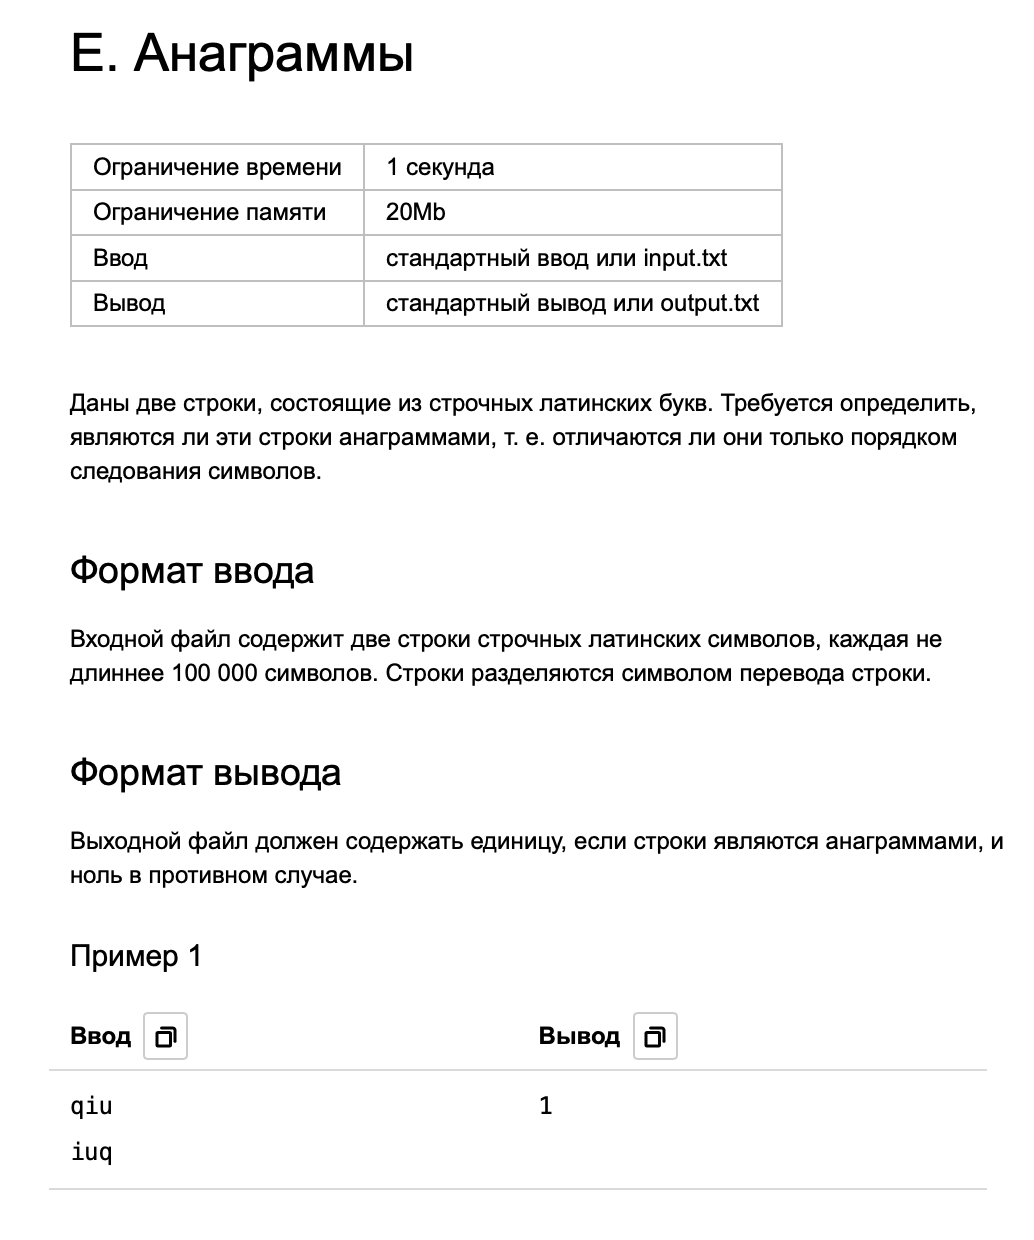 E. Анаграммы
Ограничение времени 1 секунда
Ограничение памяти 20Mb
Ввод стандартный ввод или input.txt
Вывод стандартный вывод или output.txt
Даны две строки, состоящие из строчных латинских букв. Требуется определить,
являются ли эти строки анаграммами, т. е. отличаются ли они только порядком
следования символов.
Формат ввода
Входной файл содержит две строки строчных латинских символов, каждая не
длиннее 100 000 символов. Строки разделяются символом перевода строки.
Формат вывода
Выходной файл должен содержать единицу, если строки являются анаграммами, и
ноль в противном случае.
Пример 1
Ввод Вывод
qiu 1
iuq